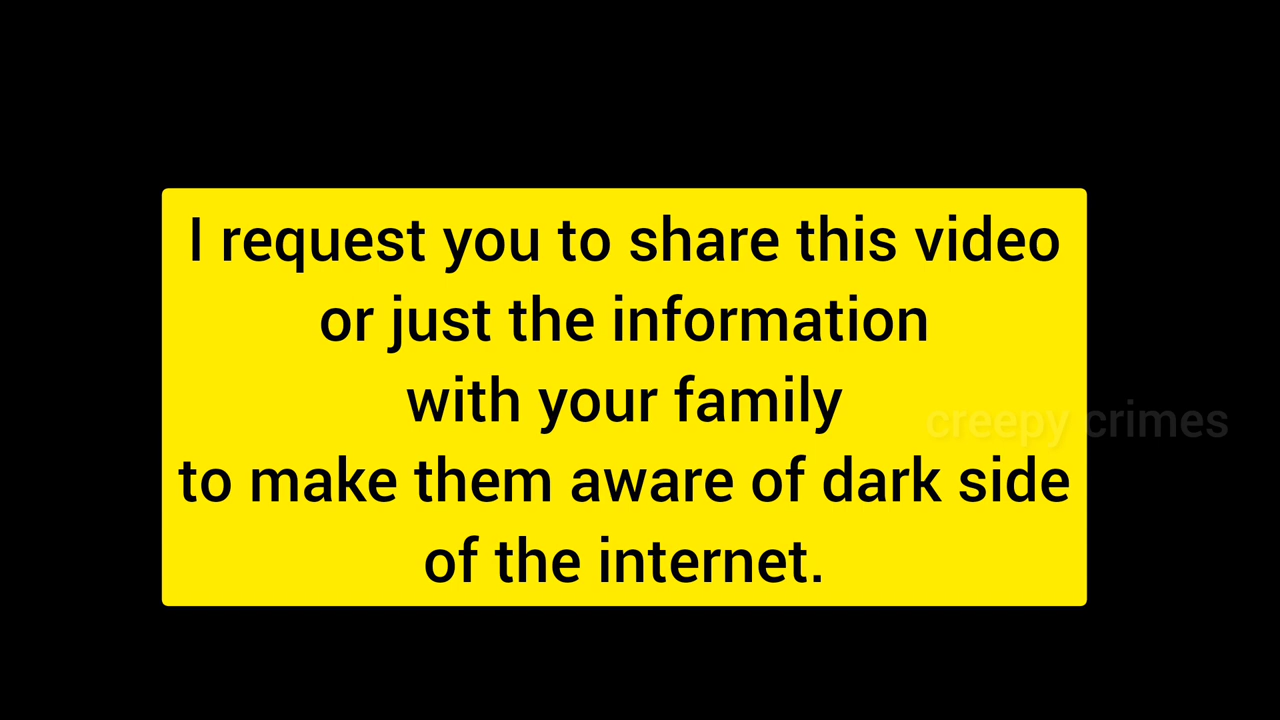 I request you to share this video
or just the information
with your family
creepy crimes
to make them aware of dark side
of the internet.